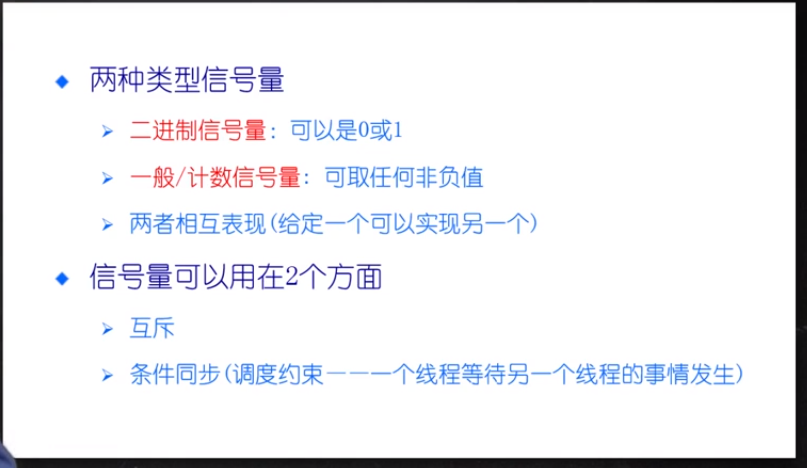 两种类型信号量
二进制信号量: 可以是0或1
一般/计数信号量: 可取任何非负值
两者相互表现(给定一个可以实现另一个)
信号量可以用在2个方面
互斥
条件同步(调度约束——一个线程等待另一个线程的事情发生)